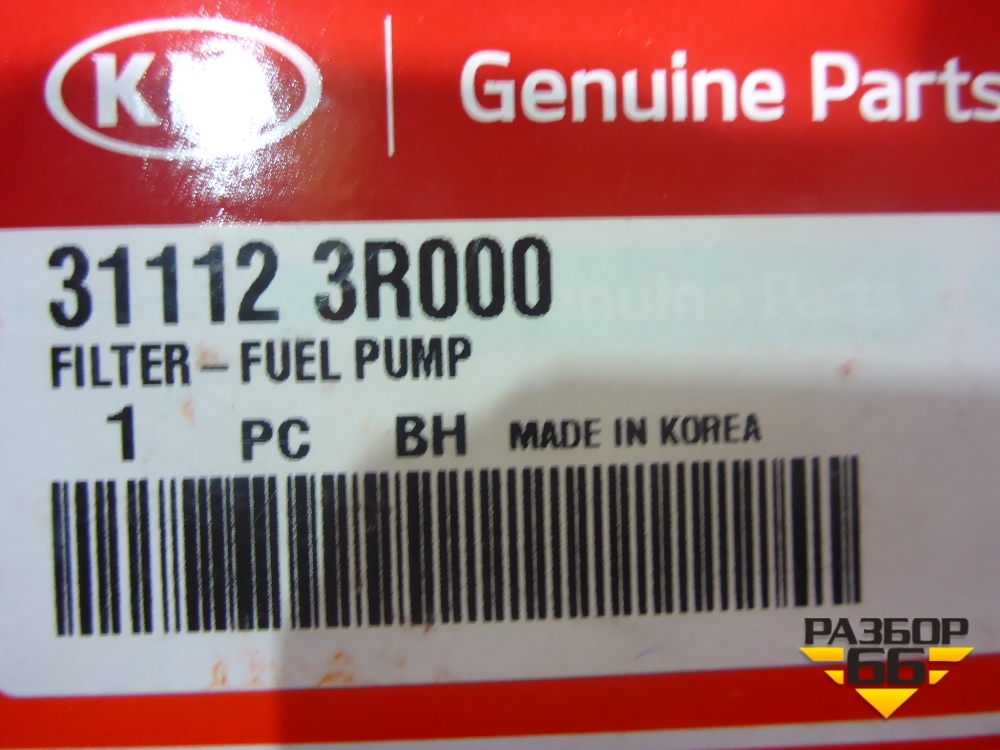 KIA
Genuine Parts
31112 3R000
FILTER - FUEL PUMP
1 PC BH MADE IN KOREA
РАЗБОР
66